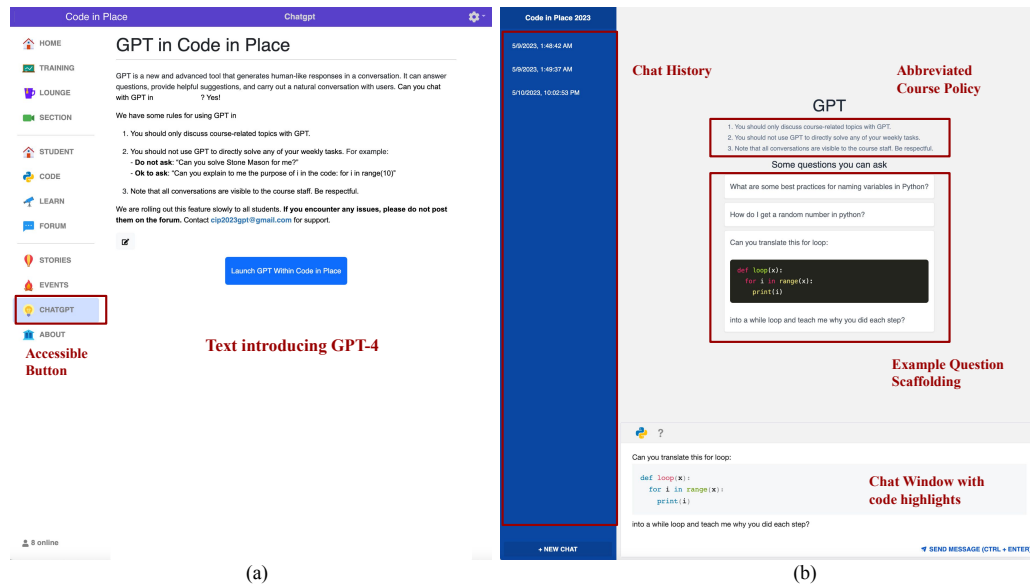 Code in Place
Chatgpt
HOME
TRAINING
LOUNGE
SECTION
STUDENT
CODE
LEARN
FORUM
STORIES
EVENTS
CHATGPT
ABOUT
Accessible
Button
8 online
GPT in Code in Place
GPT is a new and advanced tool that generates human-like responses in a conversation. It can answer
questions, provide helpful suggestions, and carry out a natural conversation with users. Can you chat
with GPT in ? Yes!
We have some rules for using GPT in
1. You should only discuss course-related topics with GPT.
2. You should not use GPT to directly solve any of your weekly tasks. For example:
- Do not ask: "Can you solve Stone Mason for me?"
- Ok to ask: "Can you explain to me the purpose of i in the code: for i in range(10)"
3. Note that all conversations are visible to the course staff. Be respectful.
We are rolling out this feature slowly to all students. If you encounter any issues, please do not post
them on the forum. Contact cip2023gpt@gmail.com for support.
Launch GPT Within Code in Place
Text introducing GPT-4
(a)
Code in Place 2023
5/9/2023, 1:48:42 AM
5/9/2023, 1:49:37 AM
5/10/2023, 10:02:53 PM
+ NEW CHAT
Chat History
Abbreviated
Course Policy
GPT
1. You should only discuss course-related topics with GPT.
2. You should not use GPT to directly solve any of your weekly tasks.
3. Note that all conversations are visible to the course staff. Be respectful.
Some questions you can ask
What are some best practices for naming variables in Python?
How do I get a random number in python?
Can you translate this for loop:
def loop(x):
for i in range(x):
print(i)
into a while loop and teach me why you did each step?
Example Question
Scaffolding
?
Can you translate this for loop:
def loop(x):
for i in range(x):
print(i)
into a while loop and teach me why you did each step?
Chat Window with
code highlights
SEND MESSAGE (CTRL + ENTER)
(b)